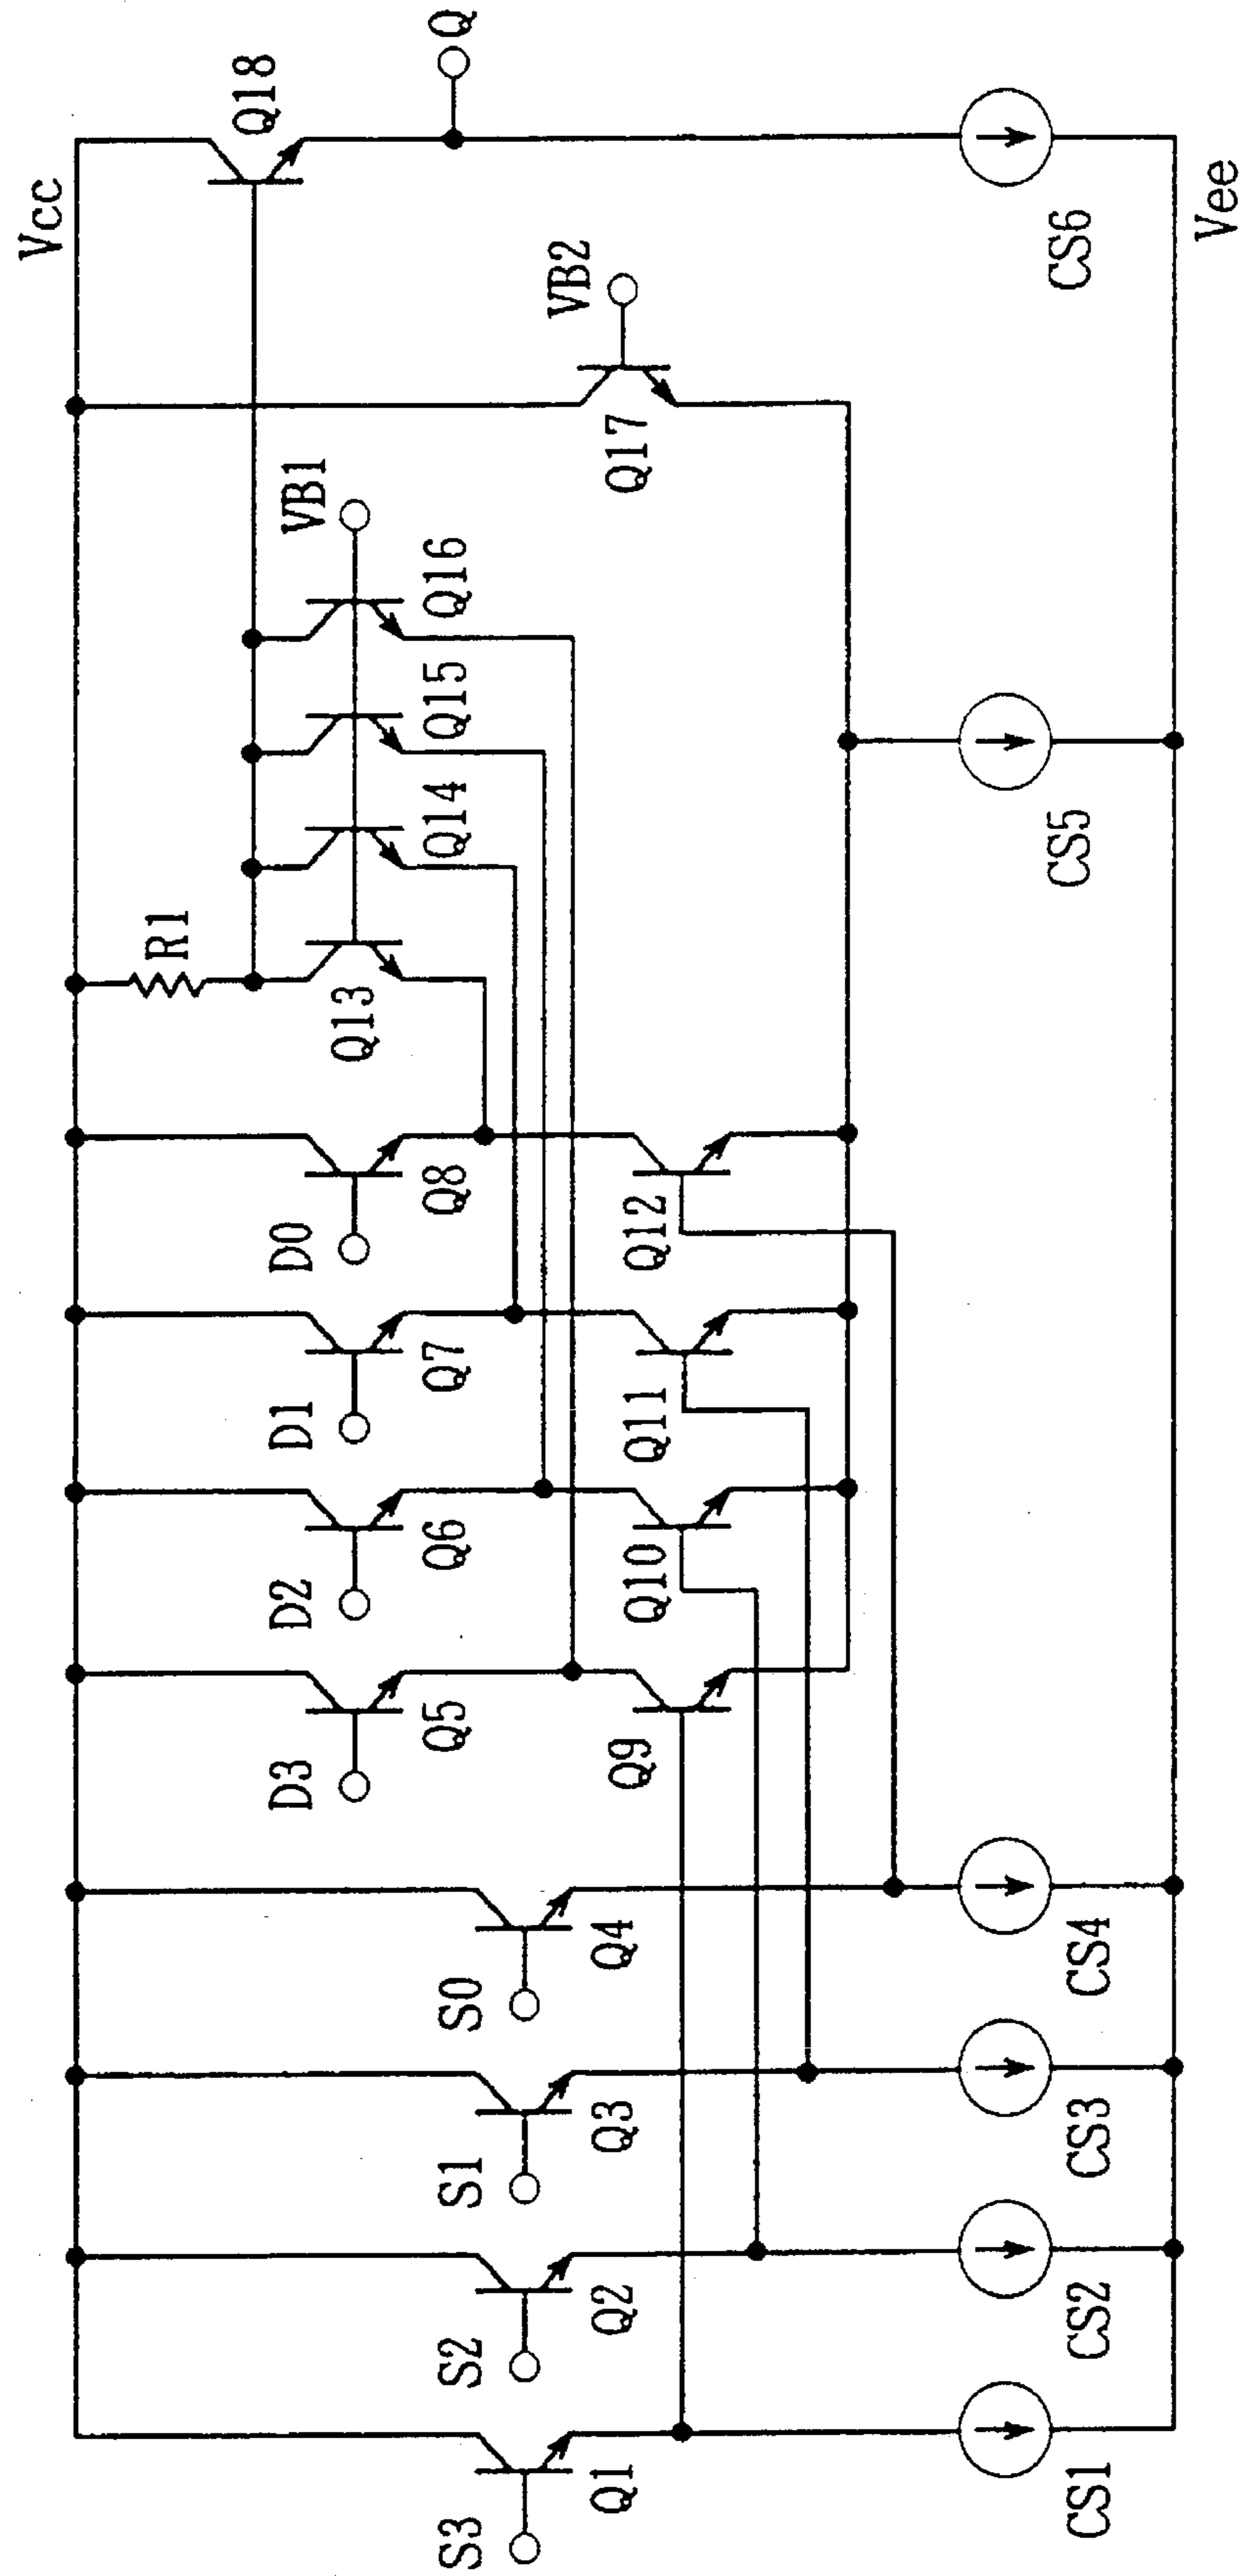 Vcc
Q18
Q
VB2
Q17
VB1
Q16
Q15
Q14
Q13
R1
D0
Q8
Q12
D1
Q7
Q11
D2
Q6
Q10
D3
Q5
Q9
S0
Q4
S1
Q3
S2
Q2
S3
Q1
CS1
CS2
CS3
CS4
CS5
CS6
Vee